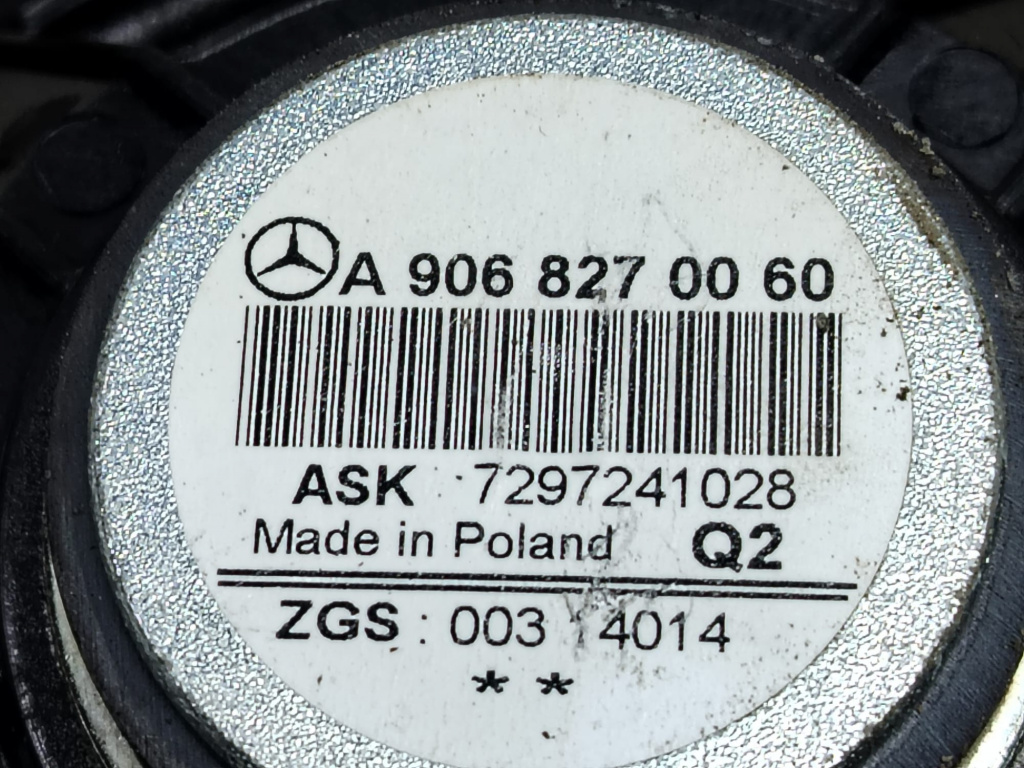 A 906 827 00 60
ASK : 7297241028
Made in Poland Q2
ZGS : 003 4014
* *